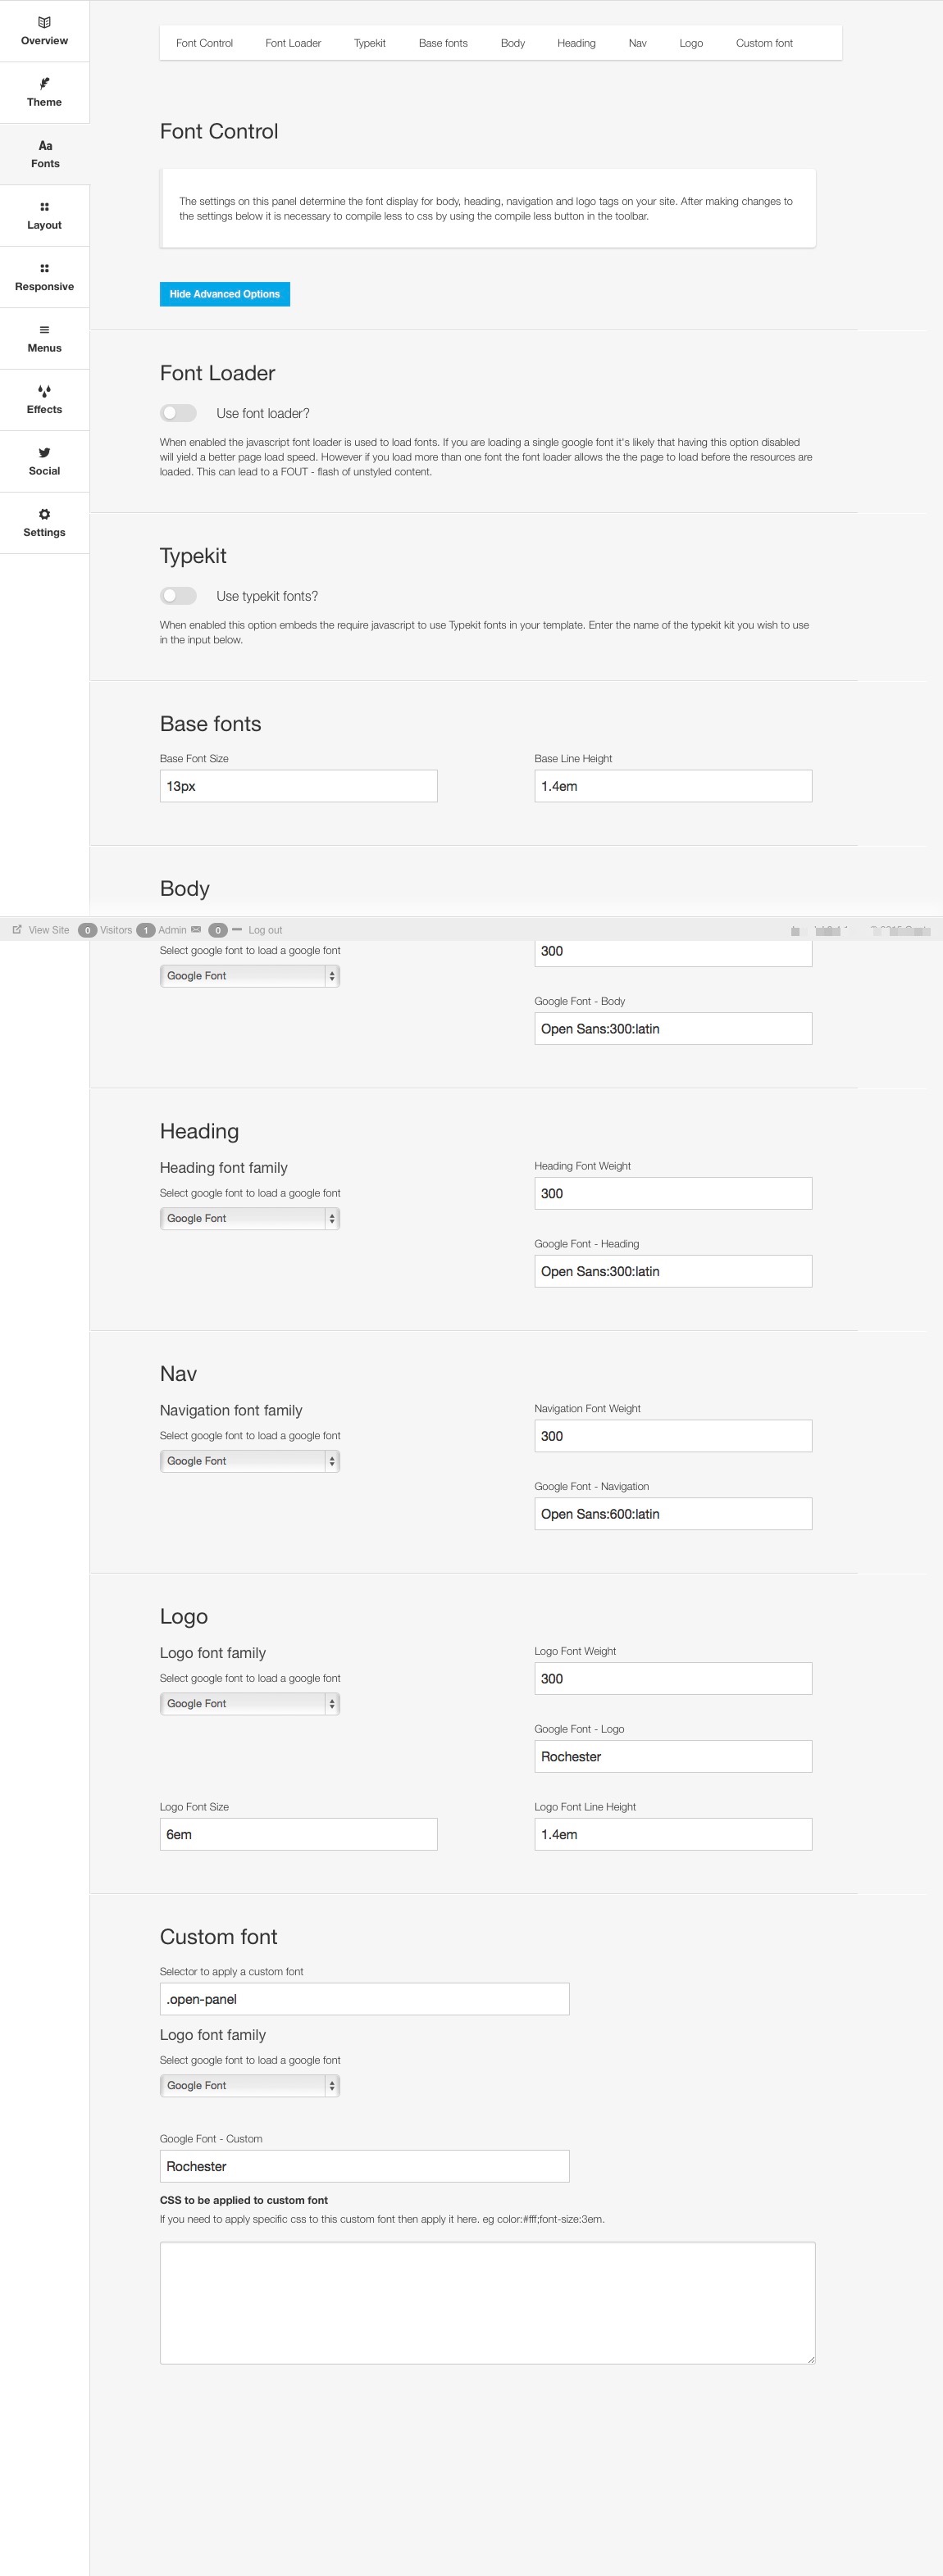 Overview
Theme
Aa
Fonts
Layout
Responsive
Menus
Effects
Social
Settings
Font Control Font Loader Typekit Base fonts Body Heading Nav Logo Custom font
Font Control
The settings on this panel determine the font display for body, heading, navigation and logo tags on your site. After making changes to
the settings below it is necessary to compile less to css by using the compile less button in the toolbar.
Hide Advanced Options
Font Loader
Use font loader?
When enabled the javascript font loader is used to load fonts. If you are loading a single google font it's likely that having this option disabled
will yield a better page load speed. However if you load more than one font the font loader allows the the page to load before the resources are
loaded. This can lead to a FOUT - flash of unstyled content.
Typekit
Use typekit fonts?
When enabled this option embeds the require javascript to use Typekit fonts in your template. Enter the name of the typekit kit you wish to use
in the input below.
Base fonts
Base Font Size Base Line Height
13px 1.4em
Body
View Site 0 Visitors 1 Admin 0 Log out
Select google font to load a google font 300
Google Font
Google Font - Body
Open Sans:300:latin
Heading
Heading font family Heading Font Weight
Select google font to load a google font 300
Google Font
Google Font - Heading
Open Sans:300:latin
Nav
Navigation font family Navigation Font Weight
Select google font to load a google font 300
Google Font
Google Font - Navigation
Open Sans:600:latin
Logo
Logo font family Logo Font Weight
Select google font to load a google font 300
Google Font
Google Font - Logo
Rochester
Logo Font Size Logo Font Line Height
6em 1.4em
Custom font
Selector to apply a custom font
.open-panel
Logo font family
Select google font to load a google font
Google Font
Google Font - Custom
Rochester
CSS to be applied to custom font
If you need to apply specific css to this custom font then apply it here. eg color:#fff;font-size:3em.